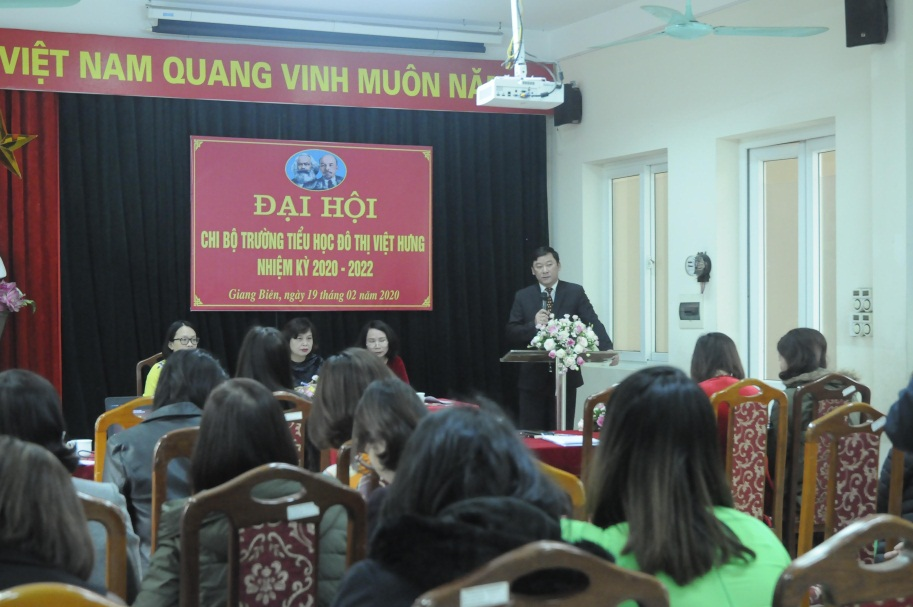 VIỆT NAM QUANG VINH MUÔN NĂM
ĐẠI HỘI
CHI BỘ TRƯỜNG TIỂU HỌC ĐÔ THỊ VIỆT HƯNG
NHIỆM KỲ 2020 - 2022
Giang Biên, ngày 19 tháng 02 năm 2020